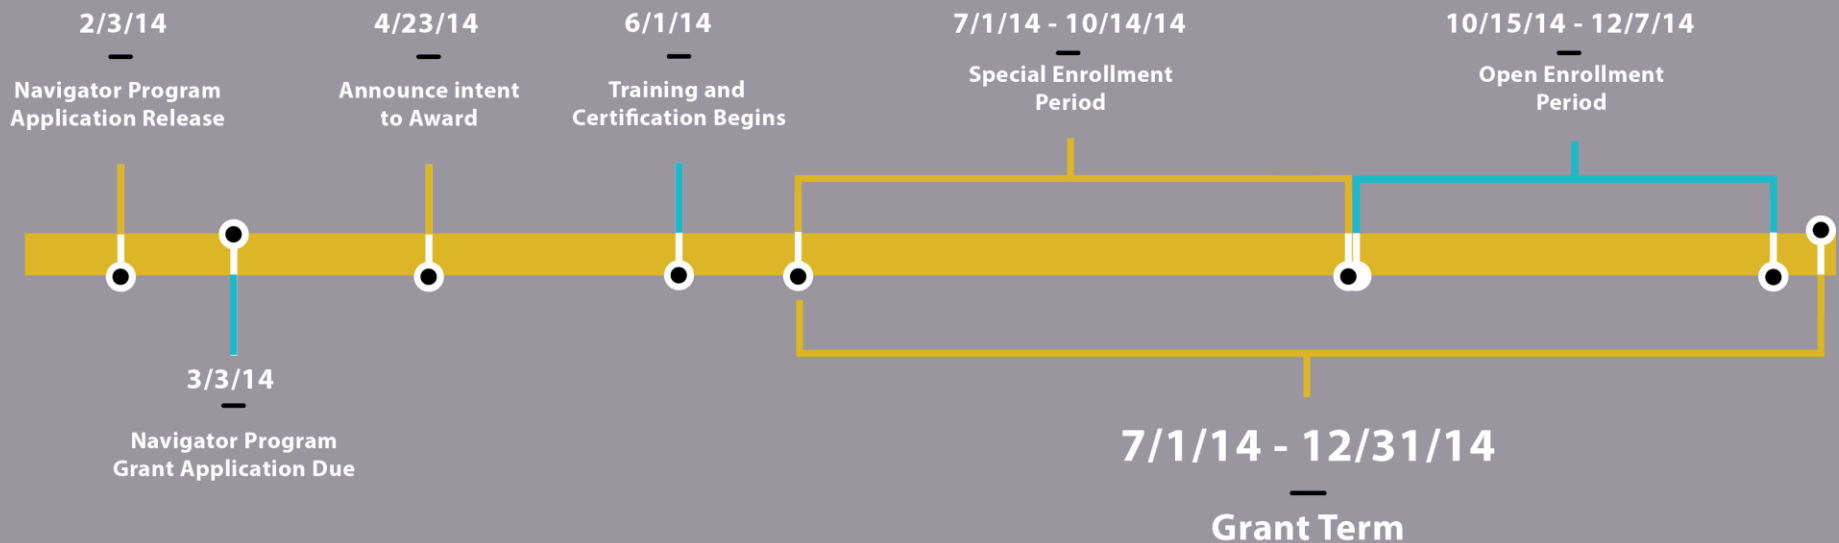 2/3/14
Navigator Program
Application Release
4/23/14
Announce intent
to Award
6/1/14
Training and
Certification Begins
7/1/14 - 10/14/14
Special Enrollment
Period
10/15/14 - 12/7/14
Open Enrollment
Period
3/3/14
Navigator Program
Grant Application Due
7/1/14 - 12/31/14
Grant Term